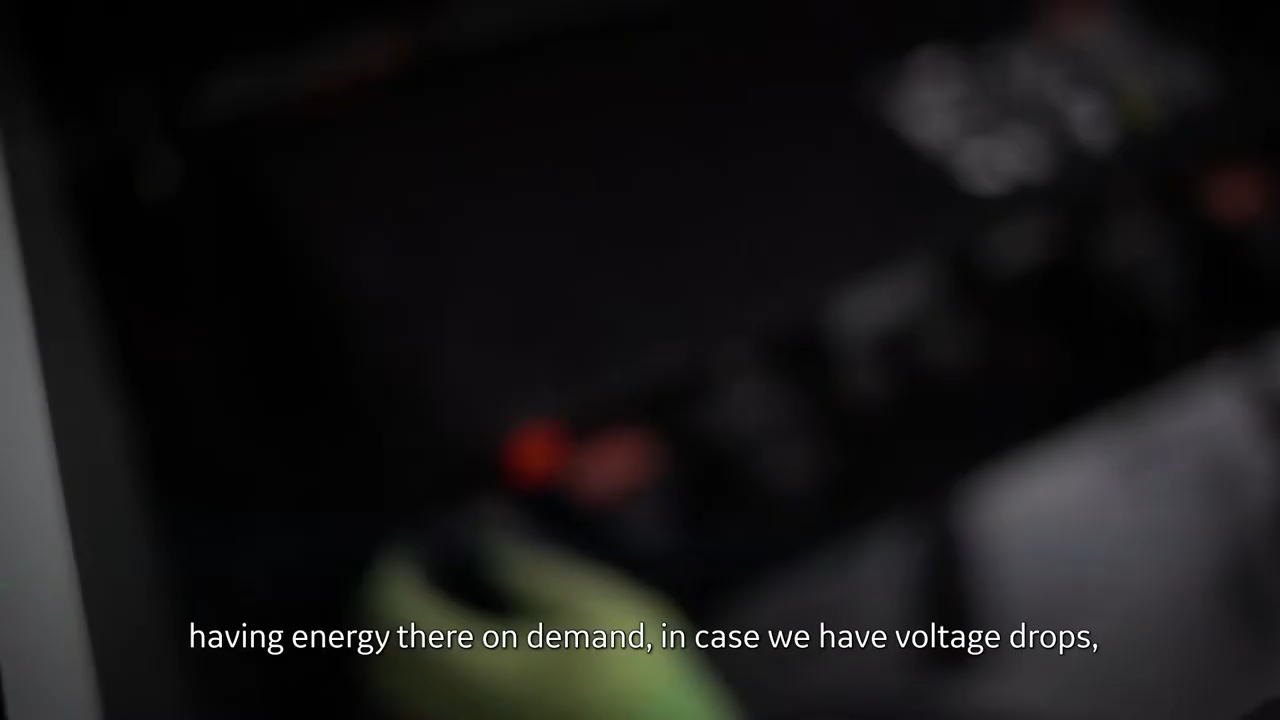 having energy there on demand, in case we have voltage drops,